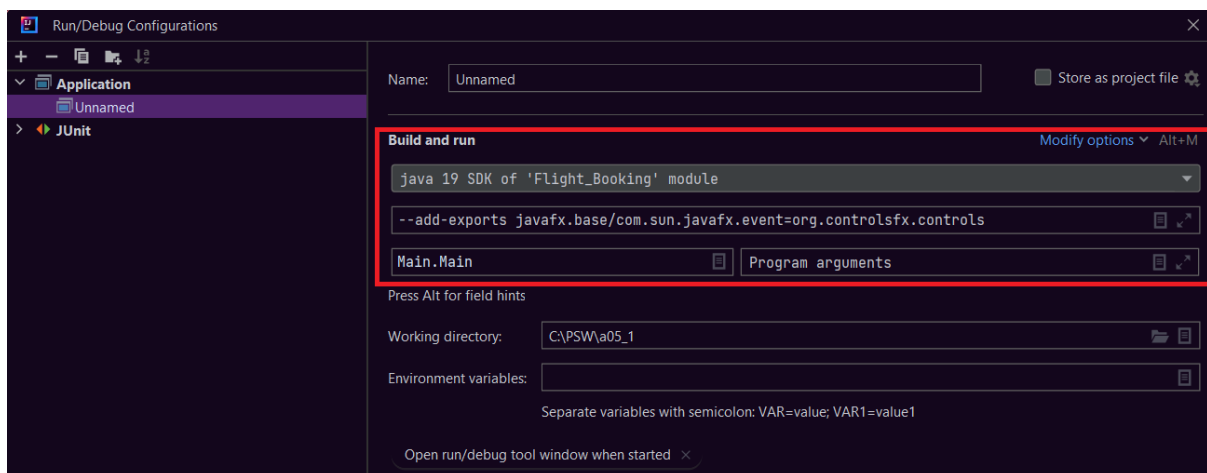 Run/Debug Configurations
Application
Unnamed
JUnit
Name: Unnamed Store as project file
Build and run Modify options Alt+M
java 19 SDK of 'Flight_Booking' module
--add-exports javafx.base/com.sun.javafx.event=org.controlsfx.controls
Main.Main Program arguments
Press Alt for field hints
Working directory: C:\PSW\a05_1
Environment variables:
Separate variables with semicolon: VAR=value; VAR1=value1
Open run/debug tool window when started ×